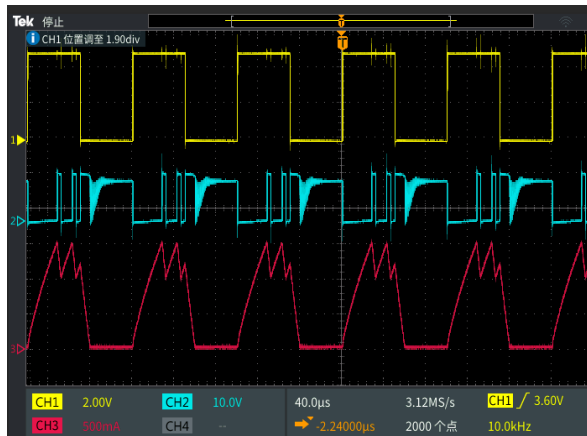 Tek 停止
CH1 位置调至 1.90div
T
T
1
2
3
CH1 2.00V CH2 10.0V 40.0µs 3.12MS/s CH1 3.60V
CH3 500mA CH4 -- -2.24000µs 2000 个点 10.0kHz